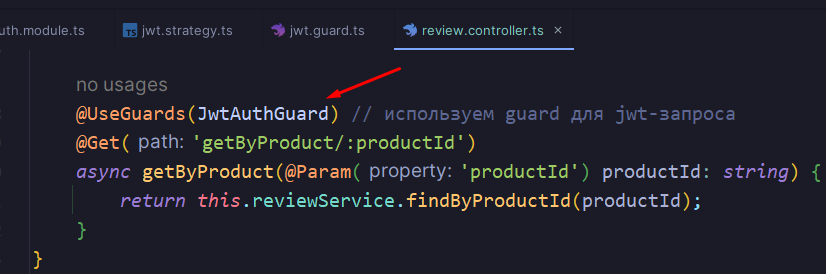 uth.module.ts TS jwt.strategy.ts jwt.guard.ts review.controller.ts ×
no usages
@UseGuards(JwtAuthGuard) // используем guard для jwt-запроса
@Get( path: 'getByProduct/:productId')
async getByProduct(@Param( property: 'productId') productId: string) {
return this.reviewService.findByProductId(productId);
}
}